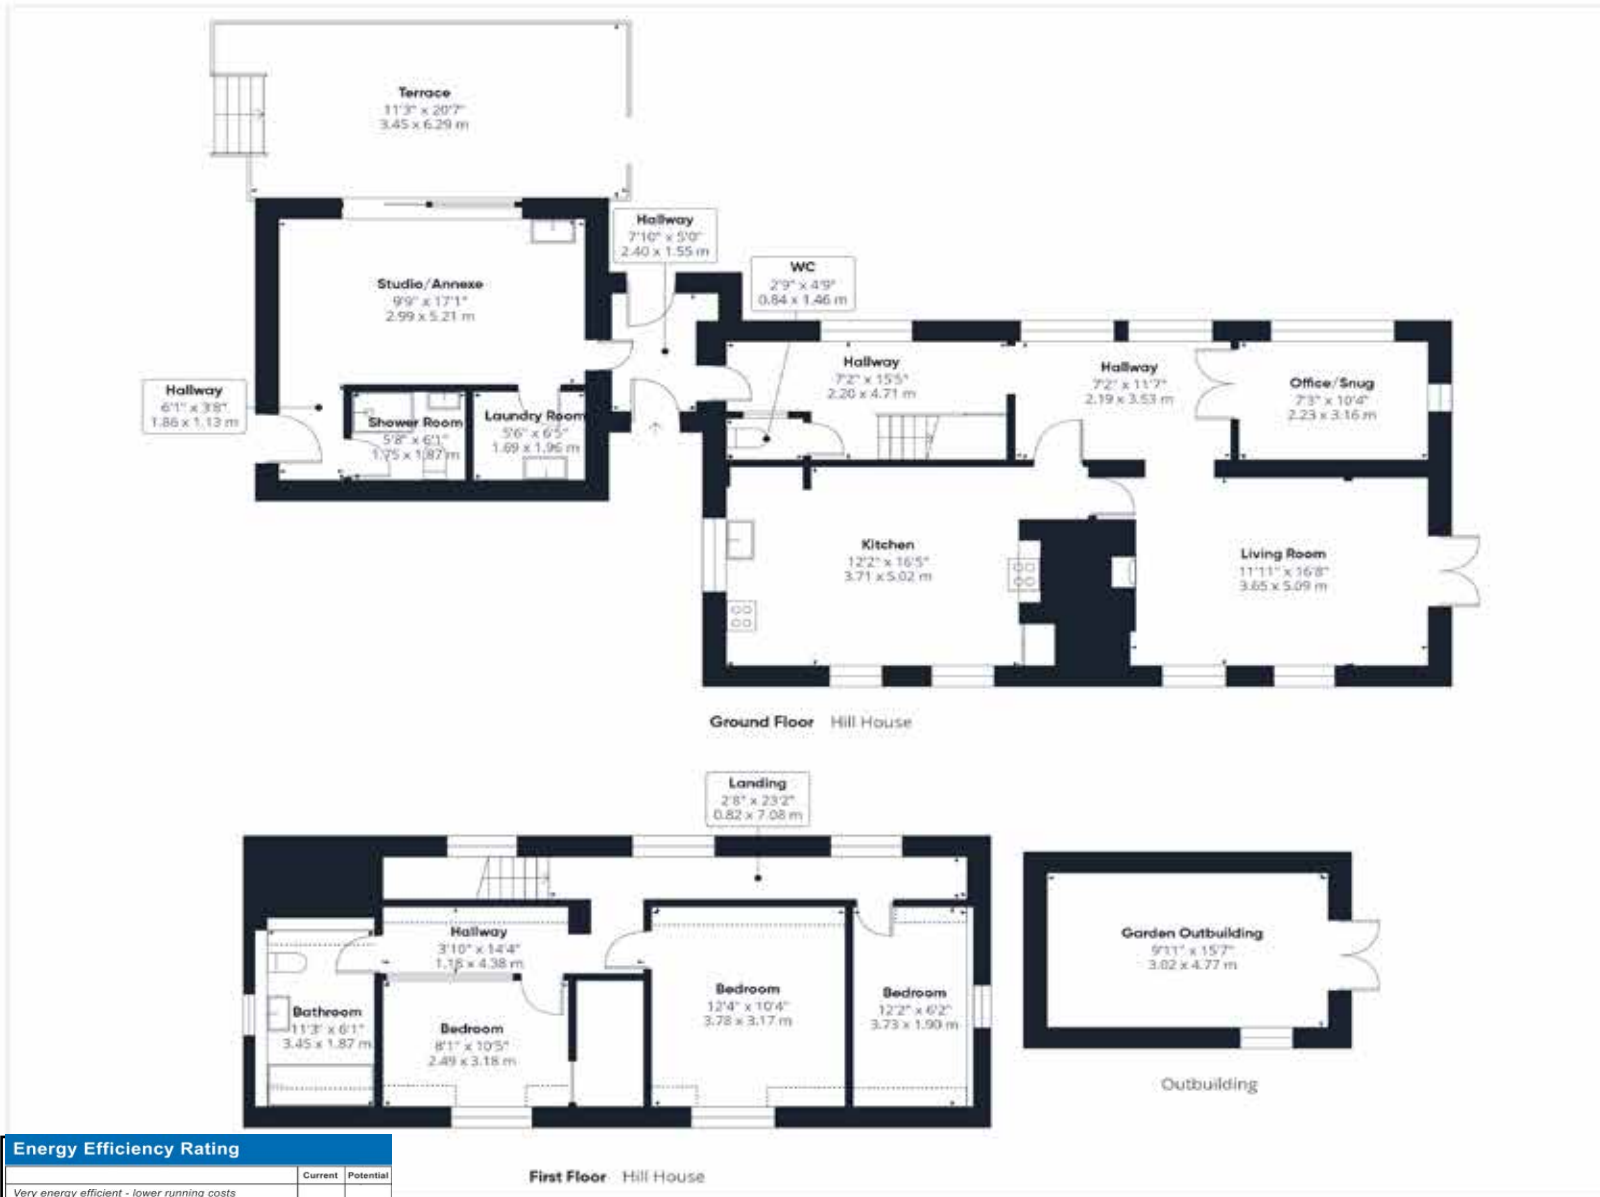 Terrace
11'3" x 20'7"
3.45 x 6.29 m
Hallway
7'10" x 5'0"
2.40 x 1.55 m
WC
2'9" x 4'9"
0.84 x 1.46 m
Studio/Annexe
9'9" x 17'1"
2.99 x 5.21 m
Hallway
6'1" x 3'8"
1.86 x 1.13 m
Shower Room
5'8" x 6'1"
1.75 x 1.87 m
Laundry Room
5'6" x 6'5"
1.69 x 1.96 m
Hallway
7'2" x 15'5"
2.20 x 4.71 m
Hallway
7'2" x 11'7"
2.19 x 3.53 m
Office/Snug
7'3" x 10'4"
2.23 x 3.16 m
Kitchen
12'2" x 16'5"
3.71 x 5.02 m
Living Room
11'11" x 16'8"
3.65 x 5.09 m
Ground Floor Hill House
Landing
2'8" x 23'2"
0.82 x 7.08 m
Hallway
3'10" x 14'4"
1.18 x 4.38 m
Bathroom
11'3" x 6'1"
3.45 x 1.87 m
Bedroom
8'1" x 10'5"
2.49 x 3.18 m
Bedroom
12'4" x 10'4"
3.78 x 3.17 m
Bedroom
12'2" x 6'2"
3.73 x 1.90 m
Garden Outbuilding
9'11" x 15'7"
3.02 x 4.77 m
Outbuilding
First Floor Hill House
Energy Efficiency Rating
Current Potential
Very energy efficient - lower running costs